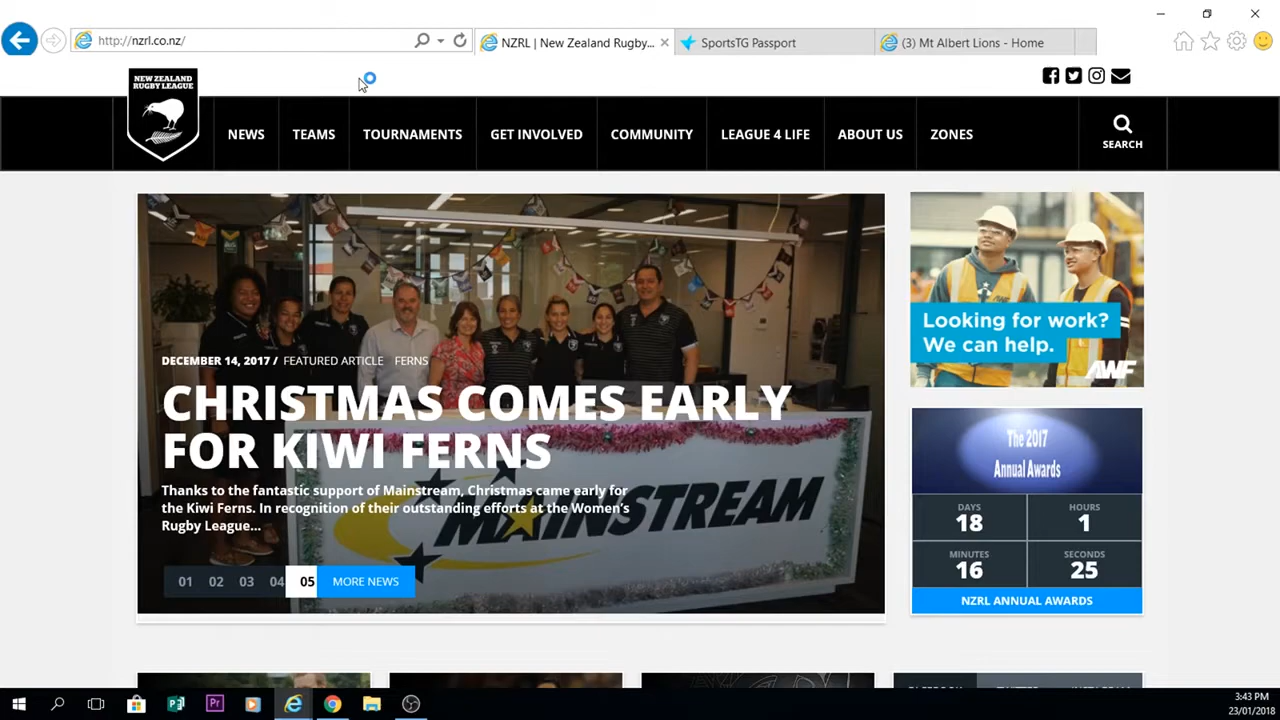 http://nzrl.co.nz/
NZRL | New Zealand Rugby...
SportsTG Passport
(3) Mt Albert Lions - Home
NEW ZEALAND
RUGBY LEAGUE
NEWS
TEAMS
TOURNAMENTS
GET INVOLVED
COMMUNITY
LEAGUE 4 LIFE
ABOUT US
ZONES
SEARCH
DECEMBER 14, 2017 / FEATURED ARTICLE FERNS
CHRISTMAS COMES EARLY
FOR KIWI FERNS
Thanks to the fantastic support of Mainstream, Christmas came early for
the Kiwi Ferns. In recognition of their outstanding efforts at the Women's
Rugby League...
MAINSTREAM
01 02 03 04 05 MORE NEWS
Looking for work?
We can help.
AWF
The 2017
Annual Awards
DAYS
18
HOURS
1
MINUTES
16
SECONDS
25
NZRL ANNUAL AWARDS
Pr
3:43 PM
23/01/2018